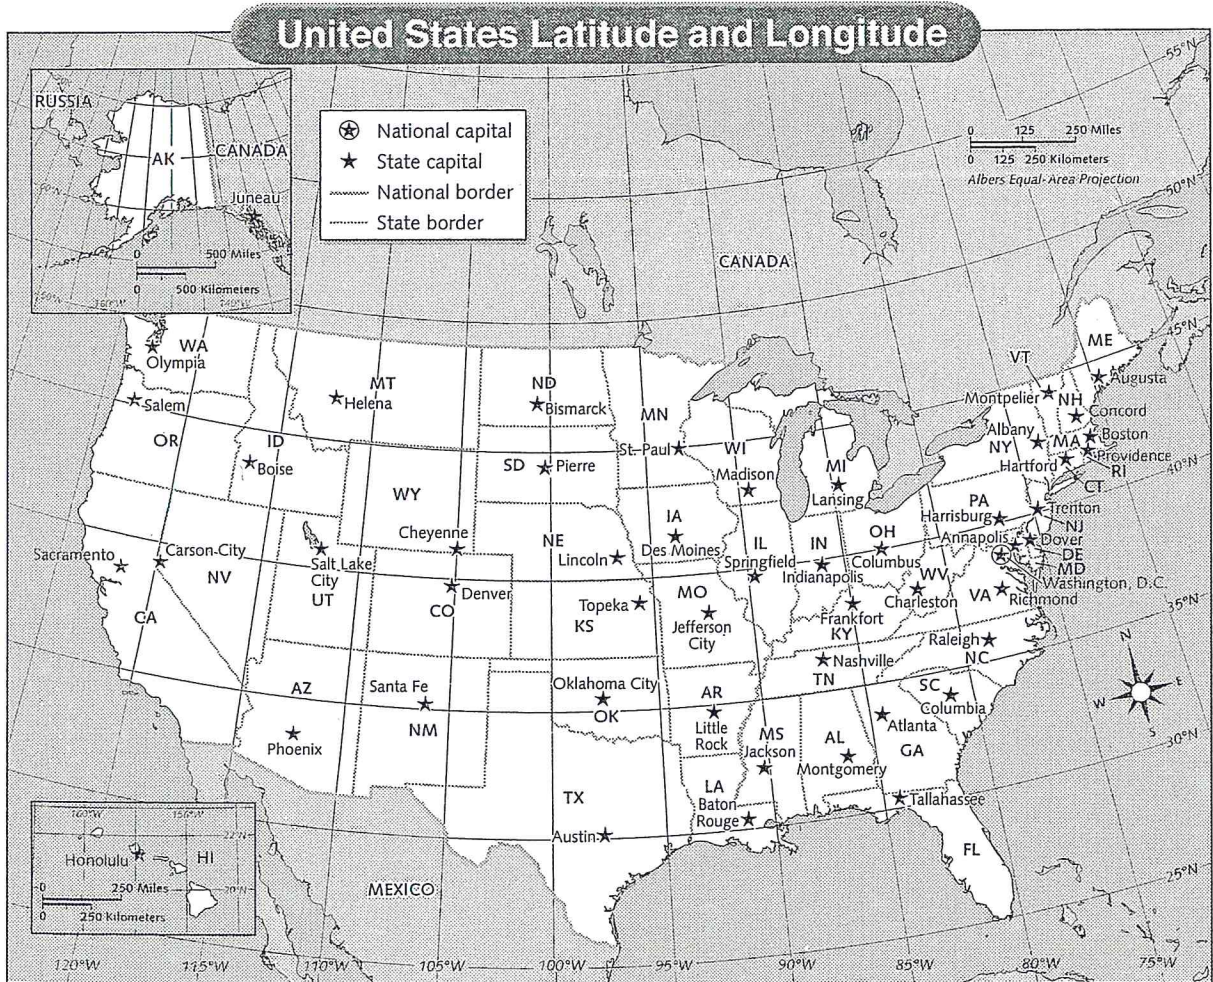 United States Latitude and Longitude
RUSSIA
AK
CANADA
Juneau
0 500 Miles
0 500 Kilometers
160°W
140°W
National capital
State capital
National border
State border
0 125 250 Miles
0 125 250 Kilometers
Albers Equal-Area Projection
55°N
50°N
45°N
40°N
35°N
30°N
25°N
CANADA
WA
Olympia
Salem
OR
MT
Helena
ID
Boise
ND
Bismarck
MN
St. Paul
SD
Pierre
WY
Cheyenne
WI
Madison
MI
Lansing
VT
Montpelier
ME
Augusta
NH
Concord
Albany
NY
MA
Boston
Hartford
Providence
RI
CT
PA
Harrisburg
Trenton
NJ
Annapolis
Dover
DE
MD
Washington, D.C.
IA
Des Moines
NE
Lincoln
IL
Springfield
IN
Indianapolis
OH
Columbus
WV
Charleston
VA
Richmond
Sacramento
Carson City
NV
CA
Salt Lake
City
UT
Denver
CO
Topeka
KS
MO
Jefferson
City
Frankfort
KY
Raleigh
NC
Nashville
TN
AZ
Phoenix
Santa Fe
NM
Oklahoma City
OK
AR
Little
Rock
MS
Jackson
AL
Montgomery
SC
Columbia
Atlanta
GA
TX
Austin
LA
Baton
Rouge
Tallahassee
FL
MEXICO
N
W
E
S
160°W
156°W
22°N
20°N
Honolulu
HI
0 250 Miles
0 250 Kilometers
120°W
115°W
110°W
105°W
100°W
95°W
90°W
85°W
80°W
75°W